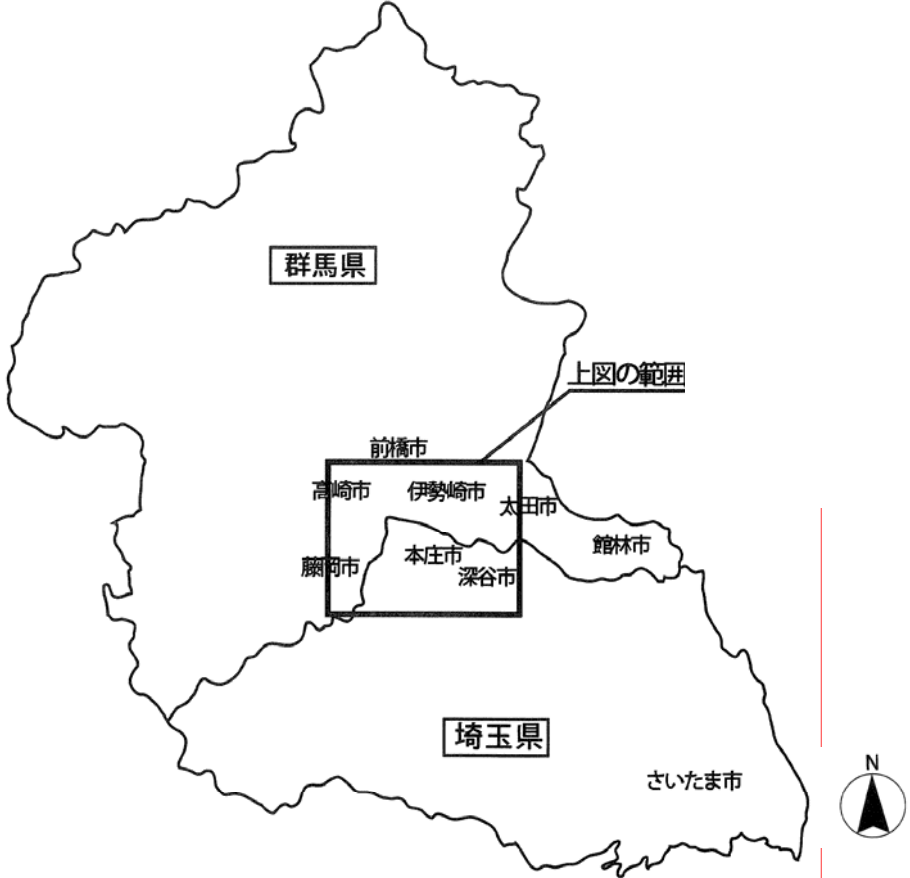 群馬県
上図の範囲
前橋市
高崎市
伊勢崎市
太田市
館林市
本庄市
藤岡市
深谷市
埼玉県
さいたま市
N